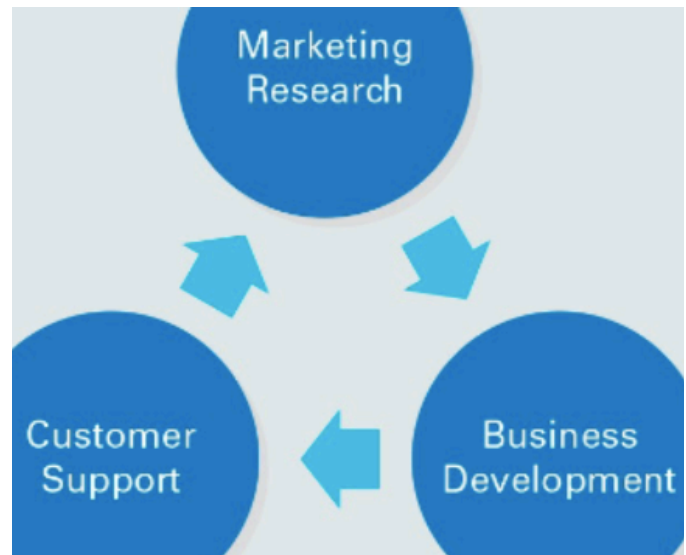 Marketing
Research
Customer
Support
Business
Development